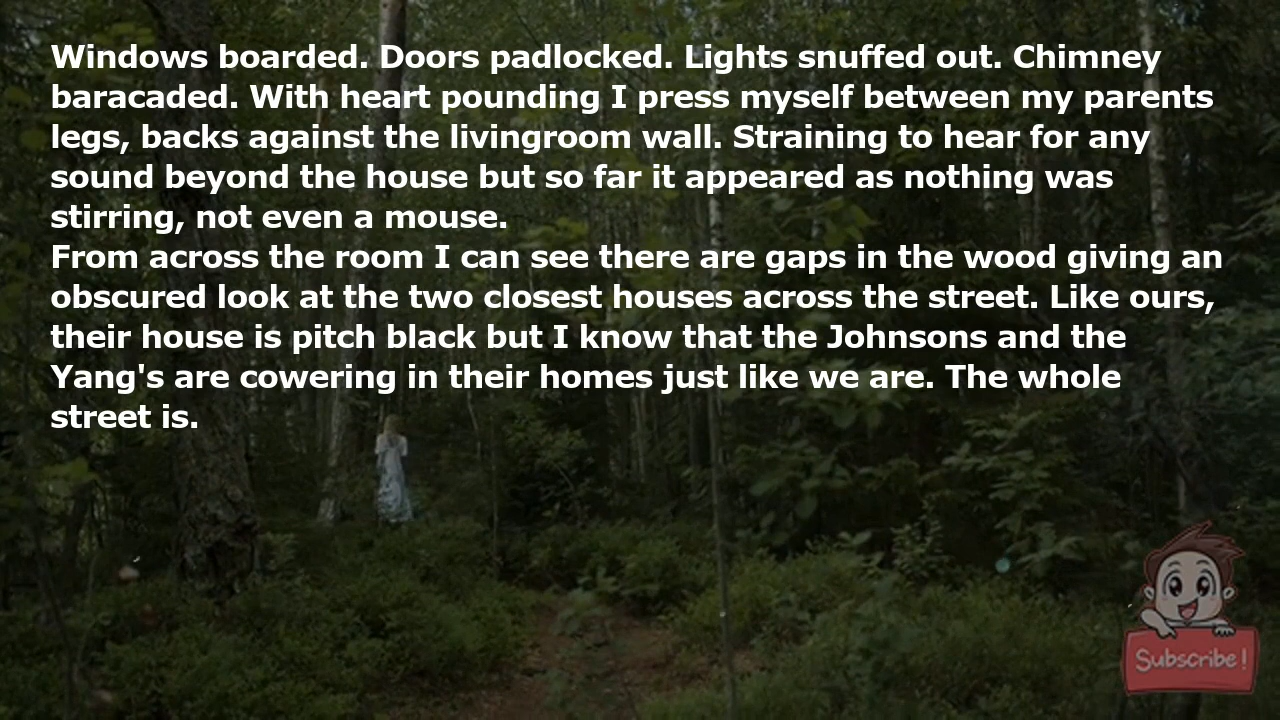 Windows boarded. Doors padlocked. Lights snuffed out. Chimney
baracaded. With heart pounding I press myself between my parents
legs, backs against the livingroom wall. Straining to hear for any
sound beyond the house but so far it appeared as nothing was
stirring, not even a mouse.
From across the room I can see there are gaps in the wood giving an
obscured look at the two closest houses across the street. Like ours,
their house is pitch black but I know that the Johnsons and the
Yang's are cowering in their homes just like we are. The whole
street is.
Subscribe!